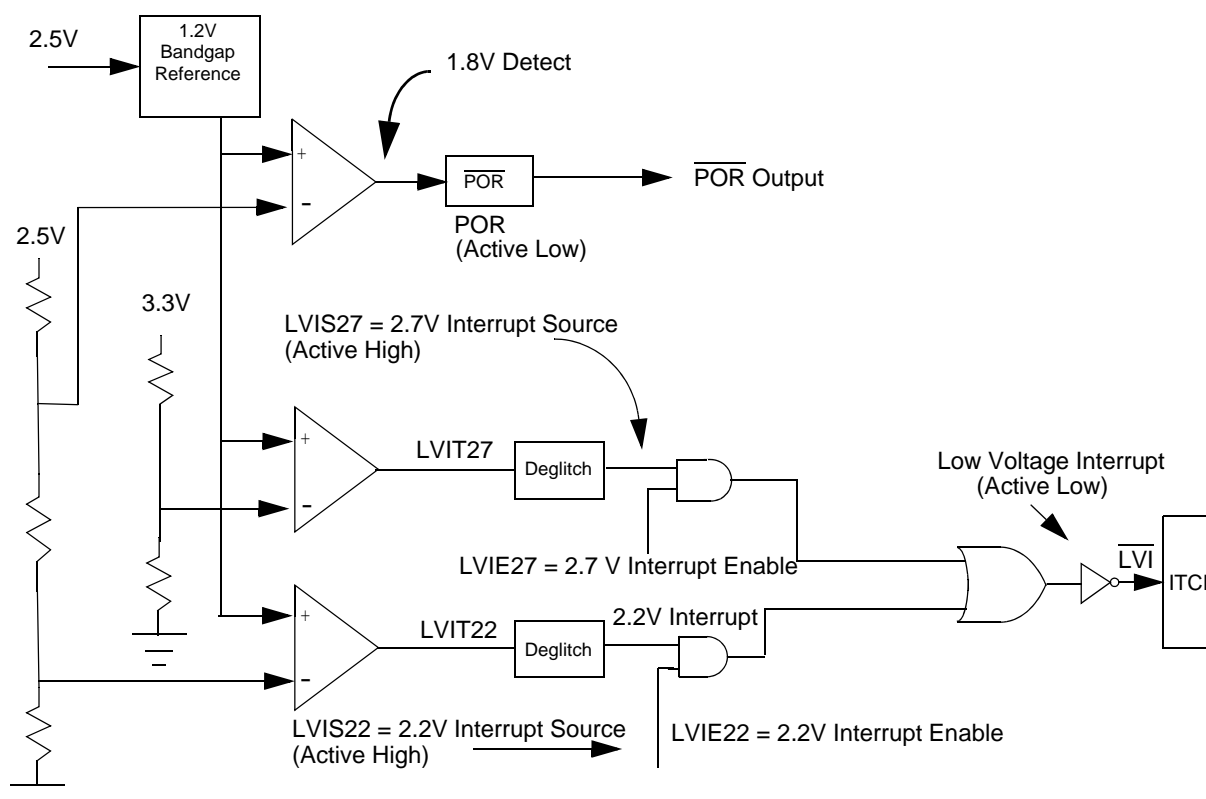 1.2V
Bandgap
Reference
2.5V
1.8V Detect
+
-
POR
POR Output
POR
(Active Low)
2.5V
3.3V
LVIS27 = 2.7V Interrupt Source
(Active High)
+
-
LVIT27
Deglitch
Low Voltage Interrupt
(Active Low)
LVI
LVIE27 = 2.7 V Interrupt Enable
2.2V Interrupt
+
-
LVIT22
Deglitch
LVIS22 = 2.2V Interrupt Source
(Active High)
LVIE22 = 2.2V Interrupt Enable